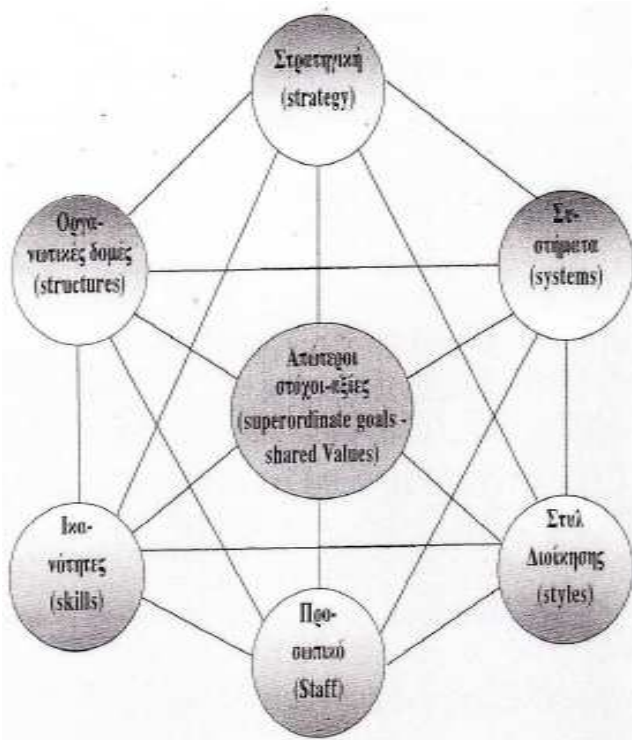 Στρατηγική
(strategy)
Οργα-
νωτικές δομές
(structures)
Συ-
στήματα
(systems)
Απώτεροι
στόχοι-αξίες
(superordinate goals -
shared Values)
Ικα-
νότητες
(skills)
Στυλ
Διοίκησης
(styles)
Προ-
σωπικό
(Staff)